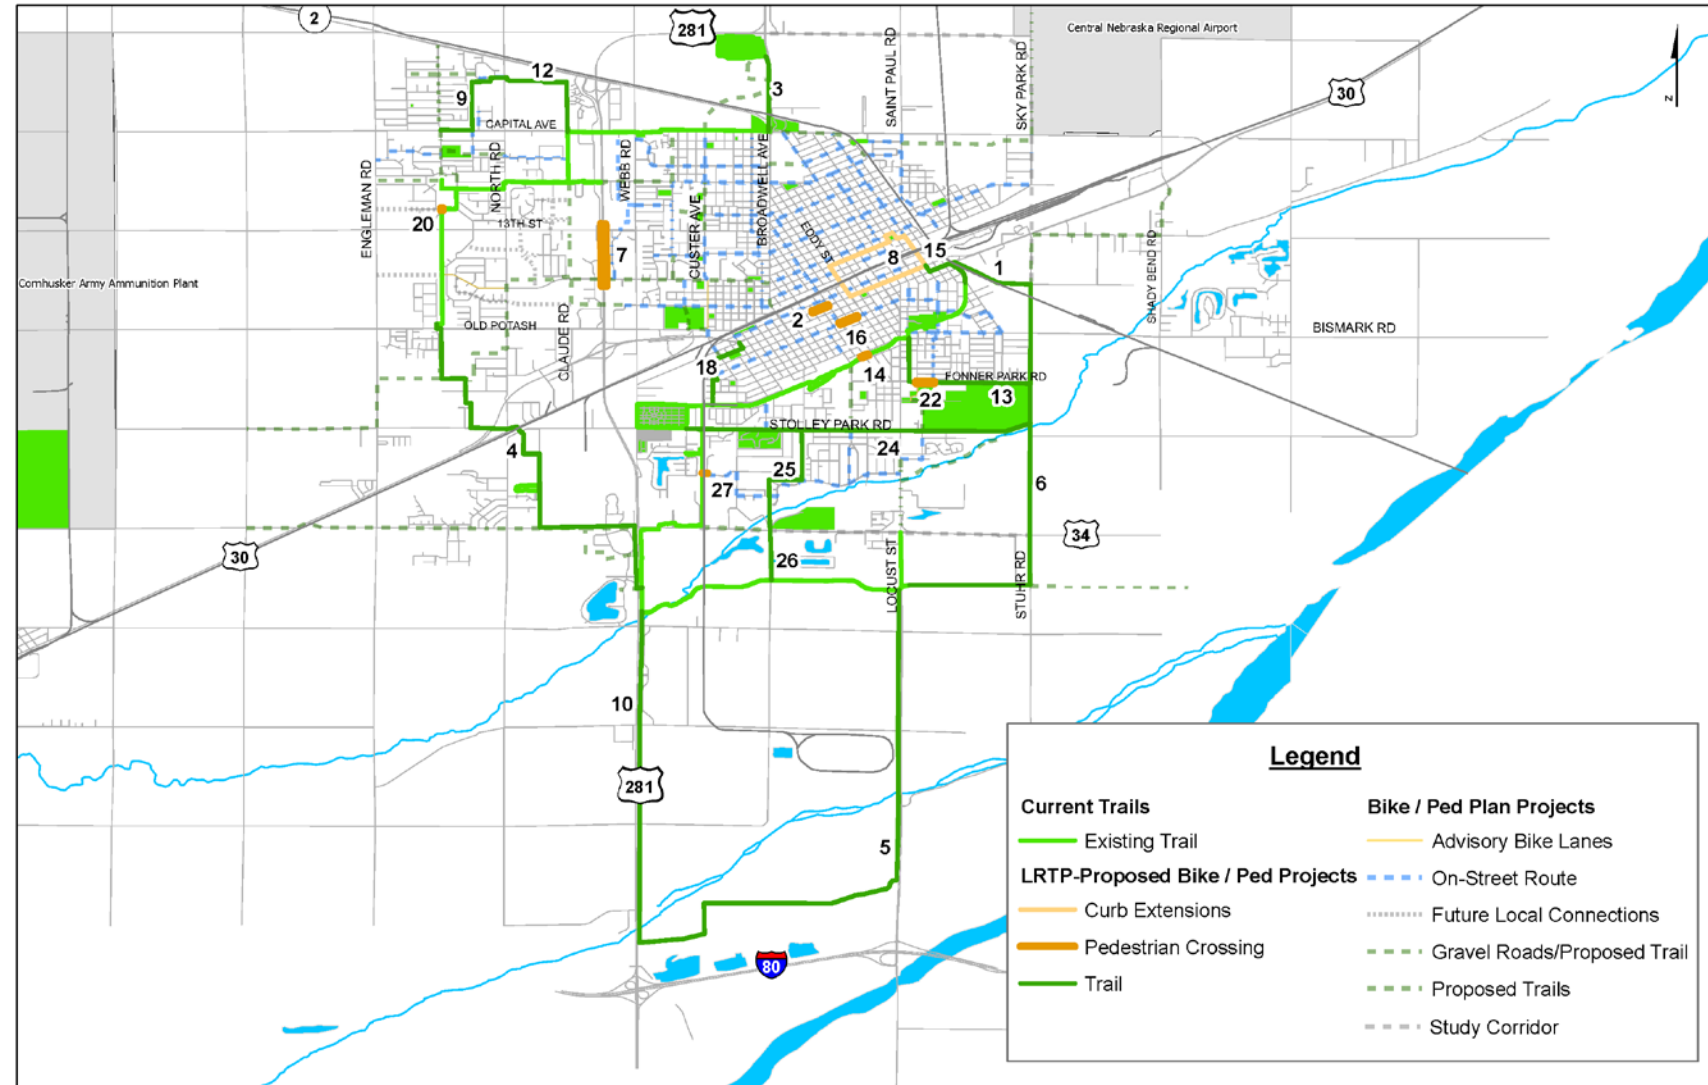 2
281
Central Nebraska Regional Airport
SAINT PAUL RD
SKY PARK RD
N
12
9
3
30
CAPITAL AVE
ENGLEMAN RD
NORTH RD
WEBB RD
CUSTER AVE
BROADWELL AVE
20
13TH ST
7
EDDY ST
8
15
1
SHADY BEND RD
Cornhusker Army Ammunition Plant
OLD POTASH
CLAUDE RD
2
16
BISMARK RD
18
14
FONNER PARK RD
22
13
STOLLEY PARK RD
4
24
25
27
6
30
34
26
LOCUST ST
STUHR RD
10
281
5
80
Legend
Current Trails
Existing Trail
LRTP-Proposed Bike / Ped Projects
Curb Extensions
Pedestrian Crossing
Trail
Bike / Ped Plan Projects
Advisory Bike Lanes
On-Street Route
Future Local Connections
Gravel Roads/Proposed Trail
Proposed Trails
Study Corridor